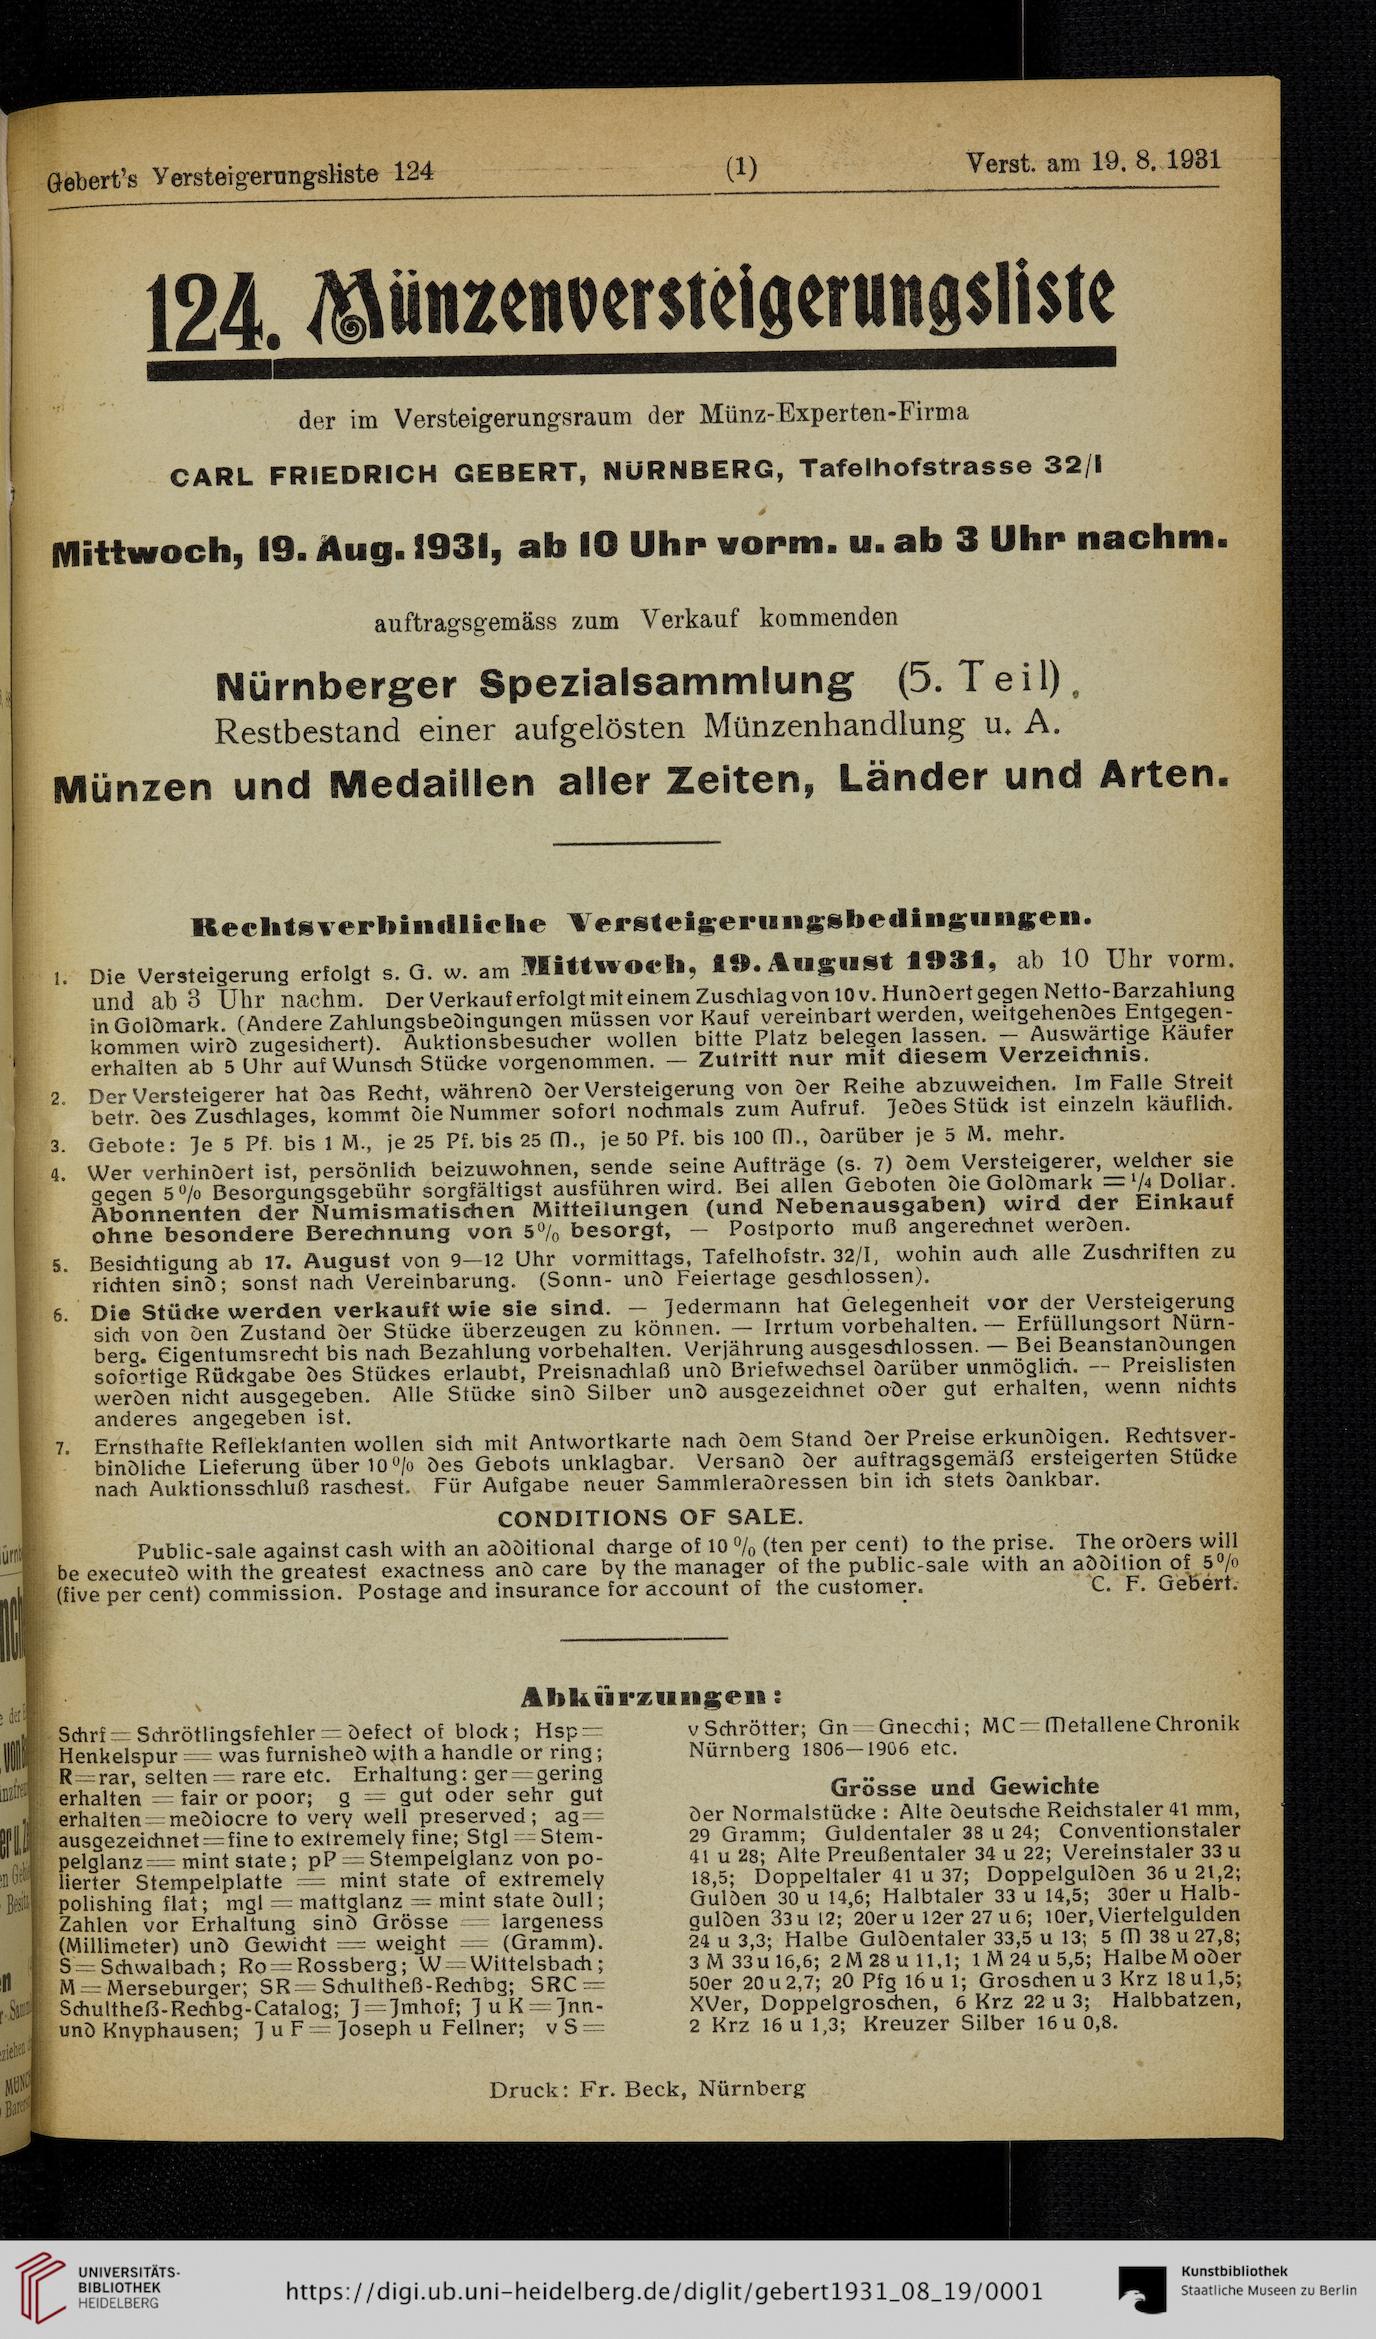 Gebert's Versteigerungsliste 124 (1) Verst. am 19. 8. 1931
124. Münzenversteigerungsliste
der im Versteigerungsraum der Münz-Experten-Firma
CARL FRIEDRICH GEBERT, NÜRNBERG, Tafelhofstrasse 32/I
Mittwoch, 19. Aug. 1931, ab 10 Uhr vorm. u. ab 3 Uhr nachm.
auftragsgemäss zum Verkauf kommenden
Nürnberger Spezialsammlung (5. Teil),
Restbestand einer aufgelösten Münzenhandlung u. A.
Münzen und Medaillen aller Zeiten, Länder und Arten.
Rechtsverbindliche Versteigerungsbedingungen.
1. Die Versteigerung erfolgt s. G. w. am Mittwoch, 19. August 1931, ab 10 Uhr vorm.
und ab 3 Uhr nachm. Der Verkauf erfolgt mit einem Zuschlag von 10 v. Hundert gegen Netto-Barzahlung
in Goldmark. (Andere Zahlungsbedingungen müssen vor Kauf vereinbart werden, weitgehendes Entgegen-
kommen wird zugesichert). Auktionsbesucher wollen bitte Platz belegen lassen. — Auswärtige Käufer
erhalten ab 5 Uhr auf Wunsch Stücke vorgenommen. — Zutritt nur mit diesem Verzeichnis.
2. Der Versteigerer hat das Recht, während der Versteigerung von der Reihe abzuweichen. Im Falle Streit
betr. des Zuschlages, kommt die Nummer sofort nochmals zum Aufruf. Jedes Stück ist einzeln käuflich.
3. Gebote: Je 5 Pf. bis 1 M., je 25 Pf. bis 25 M., je 50 Pf. bis 100 M., darüber je 5 M. mehr.
4. Wer verhindert ist, persönlich beizuwohnen, sende seine Aufträge (s. 7) dem Versteigerer, welcher sie
gegen 5% Besorgungsgebühr sorgfältigst ausführen wird. Bei allen Geboten die Goldmark = 1/4 Dollar.
Abonnenten der Numismatischen Mitteilungen (und Nebenausgaben) wird der Einkauf
ohne besondere Berechnung von 5% besorgt, — Postporto muß angerechnet werden.
5. Besichtigung ab 17. August von 9—12 Uhr vormittags, Tafelhofstr. 32/I, wohin auch alle Zuschriften zu
richten sind; sonst nach Vereinbarung. (Sonn- und Feiertage geschlossen).
6. Die Stücke werden verkauft wie sie sind. — Jedermann hat Gelegenheit vor der Versteigerung
sich von den Zustand der Stücke überzeugen zu können. — Irrtum vorbehalten. — Erfüllungsort Nürn-
berg. Eigentumsrecht bis nach Bezahlung vorbehalten. Verjährung ausgeschlossen. — Bei Beanstandungen
sofortige Rückgabe des Stückes erlaubt, Preisnachlaß und Briefwechsel darüber unmöglich. — Preislisten
werden nicht ausgegeben. Alle Stücke sind Silber und ausgezeichnet oder gut erhalten, wenn nichts
anderes angegeben ist.
7. Ernsthafte Reflektanten wollen sich mit Antwortkarte nach dem Stand der Preise erkundigen. Rechtsver-
bindliche Lieferung über 10% des Gebots unklagbar. Versand der auftragsgemäß ersteigerten Stücke
nach Auktionsschluß raschest. Für Aufgabe neuer Sammleradressen bin ich stets dankbar.
CONDITIONS OF SALE.
Public-sale against cash with an additional charge of 10% (ten per cent) to the prise. The orders will
be executed with the greatest exactness and care by the manager of the public-sale with an addition of 5%
(five per cent) commission. Postage and insurance for account of the customer. C. F. Gebert.
Abkürzungen:
Schrf = Schrötlingsfehler = defect of block; Hsp =
Henkelspur = was furnished with a handle or ring;
R = rar, selten = rare etc. Erhaltung: ger = gering
erhalten = fair or poor; g = gut oder sehr gut
erhalten = mediocre to very well preserved; ag =
ausgezeichnet = fine to extremely fine; Stgl = Stem-
pelglanz = mint state; pP = Stempelglanz von po-
lierter Stempelplatte = mint state of extremely
polishing flat; mgl = mattglanz = mint state dull;
Zahlen vor Erhaltung sind Grösse = largeness
(Millimeter) und Gewicht = weight = (Gramm).
S = Schwalbach; Ro = Rossberg; W = Wittelsbach;
M = Merseburger; SR = Schultheß-Rechbg; SRC =
Schultheß-Rechbg-Catalog; J = Jmhof; J u K = Jnn-
und Knyphausen; J u F = Joseph u Fellner; v S =
v Schrötter; Gn = Gnecchi; MC = Metallene Chronik
Nürnberg 1806—1906 etc.
Grösse und Gewichte
der Normalstücke: Alte deutsche Reichstaler 41 mm,
29 Gramm; Guldentaler 38 u 24; Conventionstaler
41 u 28; Alte Preußentaler 34 u 22; Vereinstaler 33 u
18,5; Doppeltaler 41 u 37; Doppelgulden 36 u 21,2;
Gulden 30 u 14,6; Halbtaler 33 u 14,5; 30er u Halb-
gulden 33 u 12; 20er u 12er 27 u 6; 10er, Viertelgulden
24 u 3,3; Halbe Guldentaler 33,5 u 13; 5 M 38 u 27,8;
3 M 33 u 16,6; 2 M 28 u 11,1; 1 M 24 u 5,5; Halbe M oder
50er 20 u 2,7; 20 Pfg 16 u 1; Groschen u 3 Krz 18 u 1,5;
XVer, Doppelgroschen, 6 Krz 22 u 3; Halbbatzen,
2 Krz 16 u 1,3; Kreuzer Silber 16 u 0,8.
Druck: Fr. Beck, Nürnberg
UNIVERSITÄTS-
BIBLIOTHEK
HEIDELBERG
https://digi.ub.uni-heidelberg.de/diglit/gebert1931_08_19/0001
Kunstbibliothek
Staatliche Museen zu Berlin